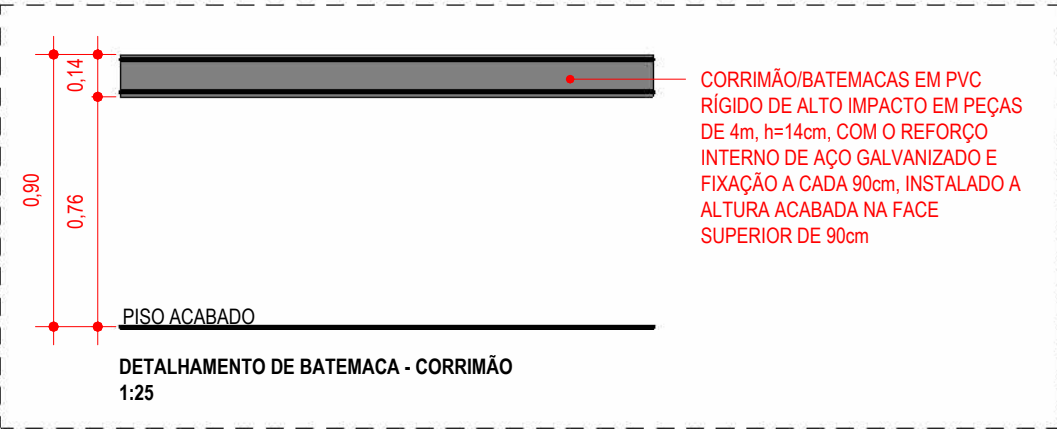 0,14
0,90
0,76
CORRIMÃO/BATEMACAS EM PVC
RÍGIDO DE ALTO IMPACTO EM PEÇAS
DE 4m, h=14cm, COM O REFORÇO
INTERNO DE AÇO GALVANIZADO E
FIXAÇÃO A CADA 90cm, INSTALADO A
ALTURA ACABADA NA FACE
SUPERIOR DE 90cm
PISO ACABADO
DETALHAMENTO DE BATEMACA - CORRIMÃO
1:25